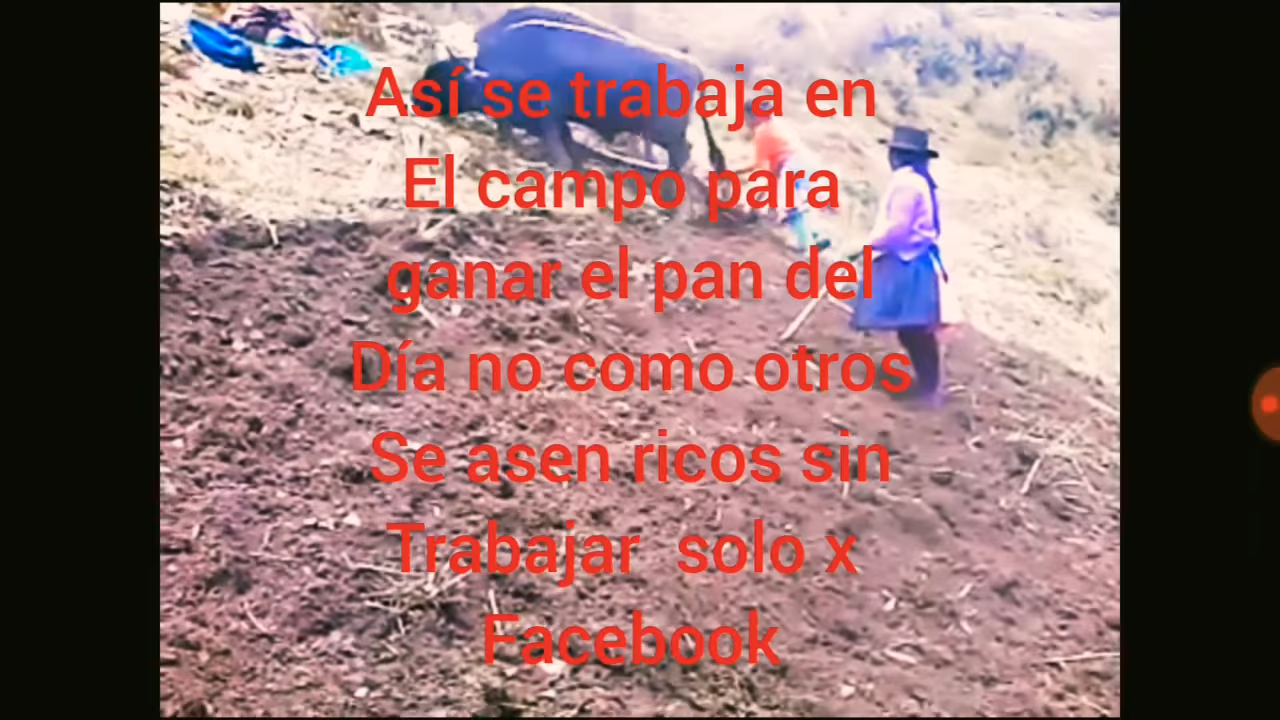 Así se trabaja en
El campo para
ganar el pan del
Día no como otros
Se asen ricos sin
Trabajar solo x
Facebook